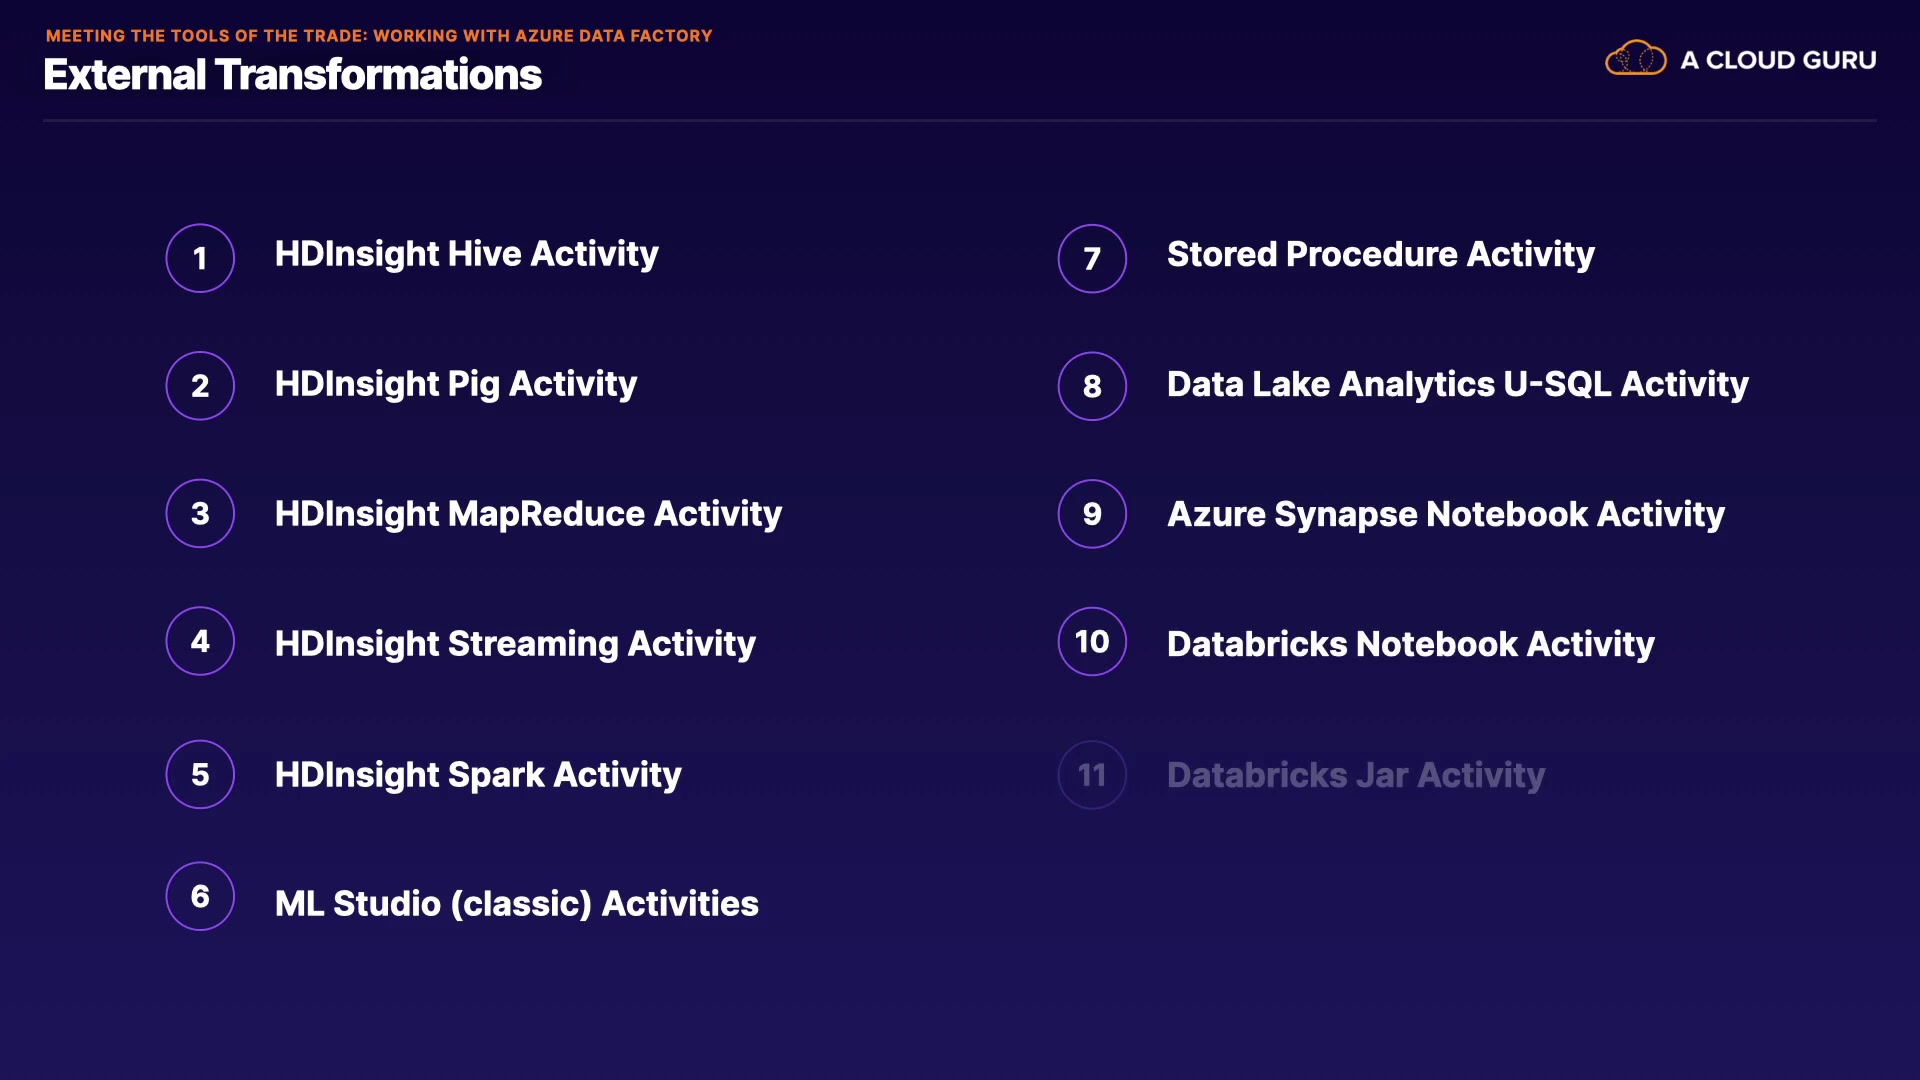 MEETING THE TOOLS OF THE TRADE: WORKING WITH AZURE DATA FACTORY
External Transformations
A CLOUD GURU
1 HDInsight Hive Activity
2 HDInsight Pig Activity
3 HDInsight MapReduce Activity
4 HDInsight Streaming Activity
5 HDInsight Spark Activity
6 ML Studio (classic) Activities
7 Stored Procedure Activity
8 Data Lake Analytics U-SQL Activity
9 Azure Synapse Notebook Activity
10 Databricks Notebook Activity
11 Databricks Jar Activity